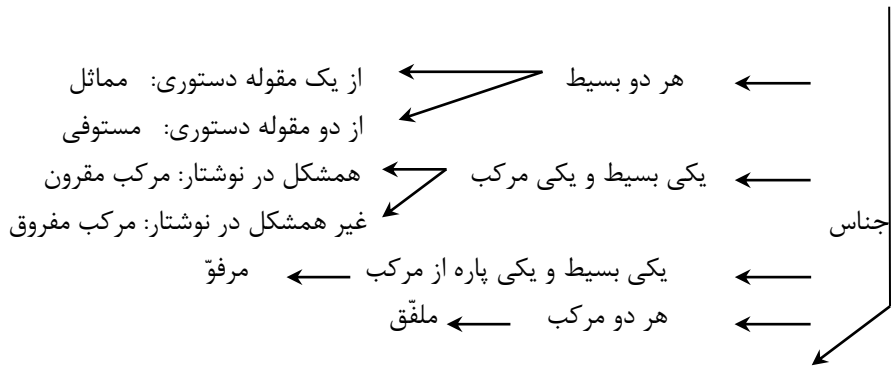 هر دو بسیط از یک مقوله دستوری: مماثل
از دو مقوله دستوری: مستوفی
یکی بسیط و یکی مرکب همشکل در نوشتار: مرکب مقرون
جناس غیر همشکل در نوشتار: مرکب مفروق
یکی بسیط و یکی پاره از مرکب مرفوّ
هر دو مرکب ملفّق